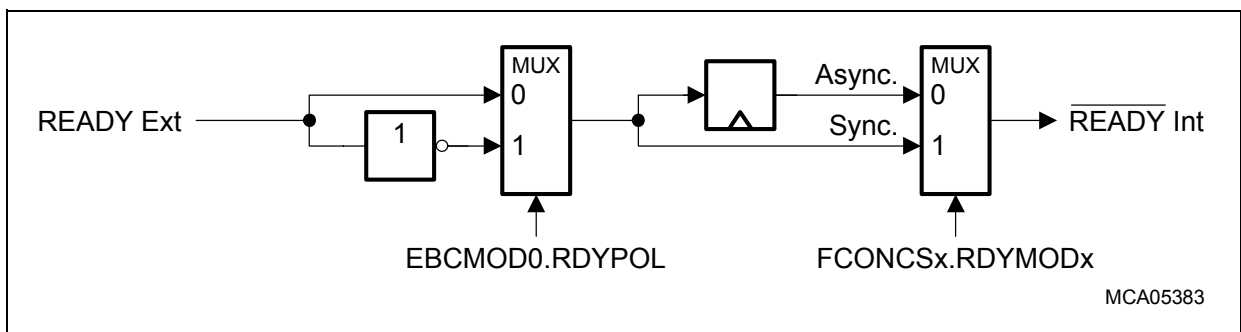 READY Ext
1
MUX
0
1
EBCMOD0.RDYPOL
Async.
Sync.
MUX
0
1
FCONCSx.RDYMODx
READY Int
MCA05383